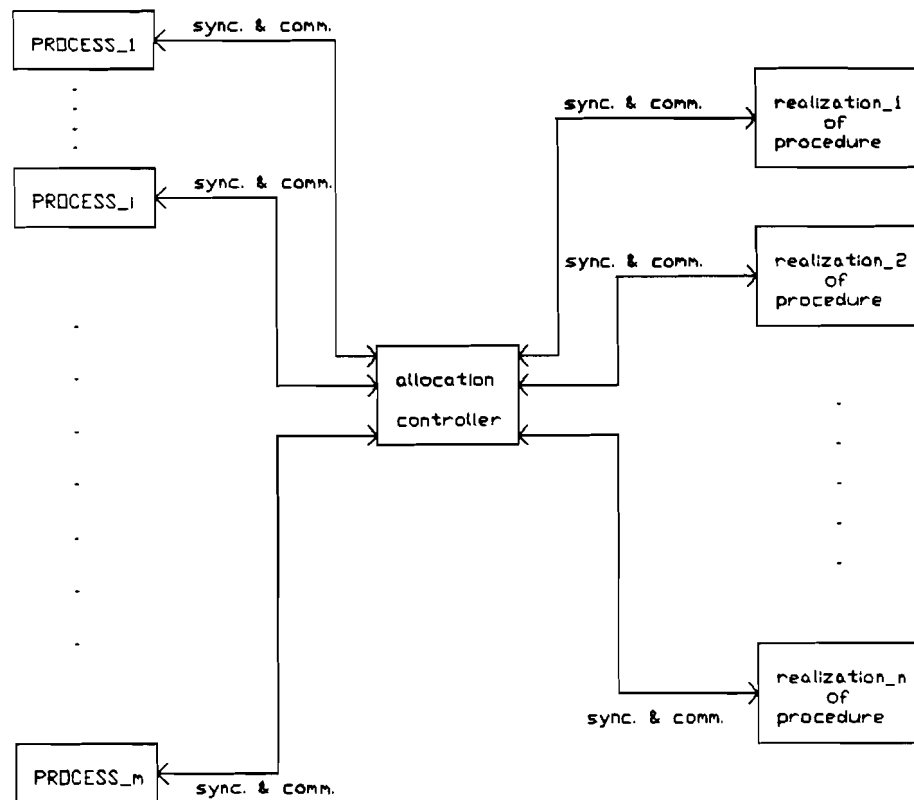 sync. & comm.
PROCESS_1
sync. & comm.
realization_1
of
procedure
sync. & comm.
PROCESS_i
sync. & comm.
realization_2
of
procedure
allocation
controller
realization_n
of
procedure
sync. & comm.
PROCESS_m
sync. & comm.